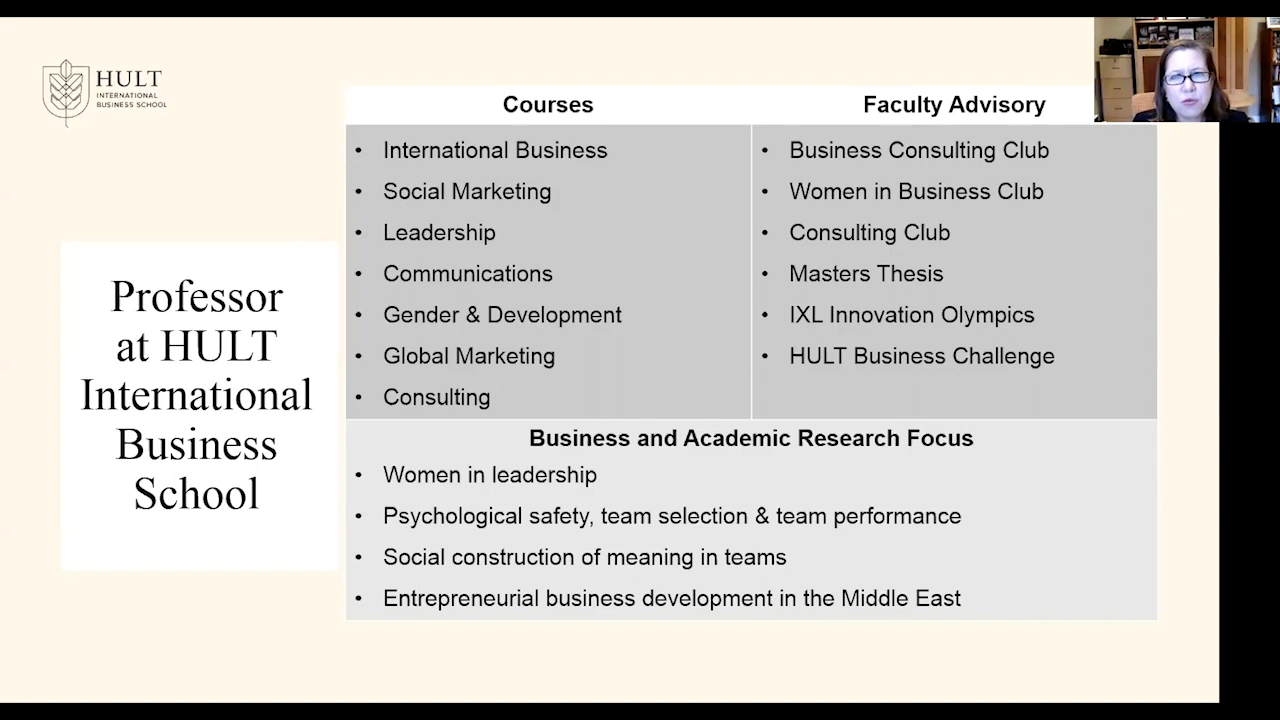 HULT
INTERNATIONAL
BUSINESS SCHOOL
Professor
at HULT
International
Business
School
Courses
International Business
Social Marketing
Leadership
Communications
Gender & Development
Global Marketing
Consulting
Faculty Advisory
Business Consulting Club
Women in Business Club
Consulting Club
Masters Thesis
IXL Innovation Olympics
HULT Business Challenge
Business and Academic Research Focus
Women in leadership
Psychological safety, team selection & team performance
Social construction of meaning in teams
Entrepreneurial business development in the Middle East